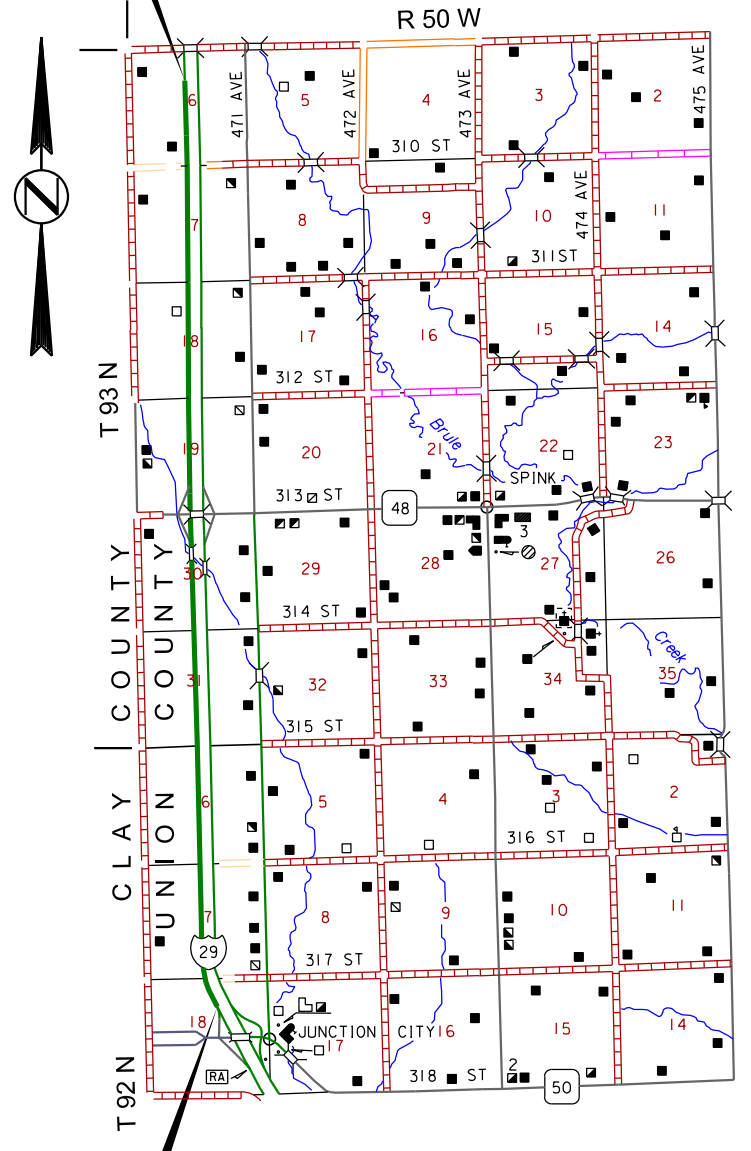 R 50 W
N
471 AVE
472 AVE
473 AVE
474 AVE
475 AVE
6 5 4 3 2
310 ST
7 8 9 10 11
311ST
18 17 16 15 14
312 ST
T 93 N
19 20 21 22 23
Brule
SPINK
313 ST
48
3
30 29 28 27 26
314 ST
CLAY COUNTY
UNION COUNTY
31 32 33 34 35
Creek
315 ST
6 5 4 3 2
316 ST
7 8 9 10 11
29
317 ST
18 17 16 15 14
JUNCTION CITY
RA
318 ST
2
50
T 92 N